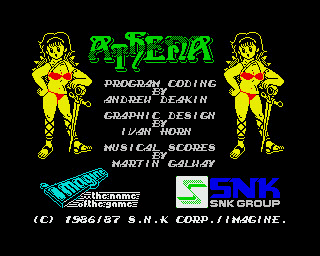 ATHENA
PROGRAM CODING
BY
ANDREW DEAKIN
GRAPHIC DESIGN
BY
IVAN HORN
MUSICAL SCORES
BY
MARTIN GALWAY
imagine
the name
of the game
SNK
SNK GROUP
(C) 1986/87 S.N.K CORP./IMAGINE.